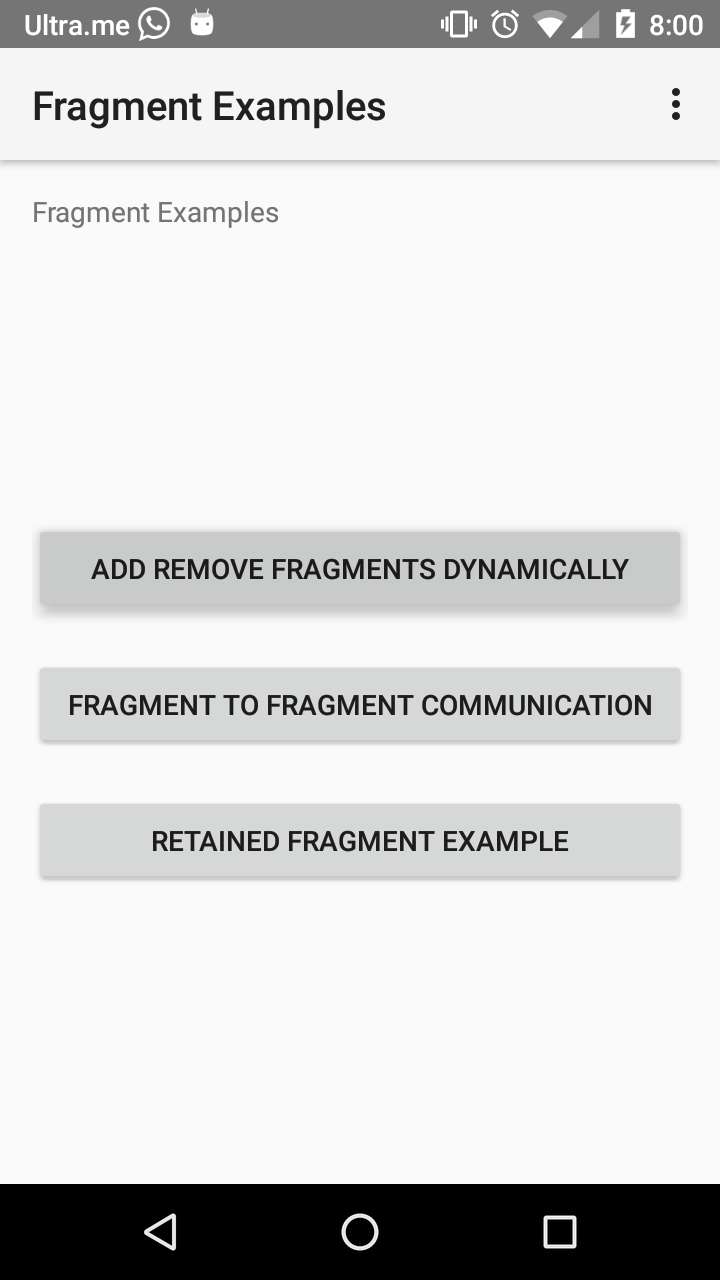 Ultra.me 8:00
Fragment Examples
Fragment Examples
ADD REMOVE FRAGMENTS DYNAMICALLY
FRAGMENT TO FRAGMENT COMMUNICATION
RETAINED FRAGMENT EXAMPLE